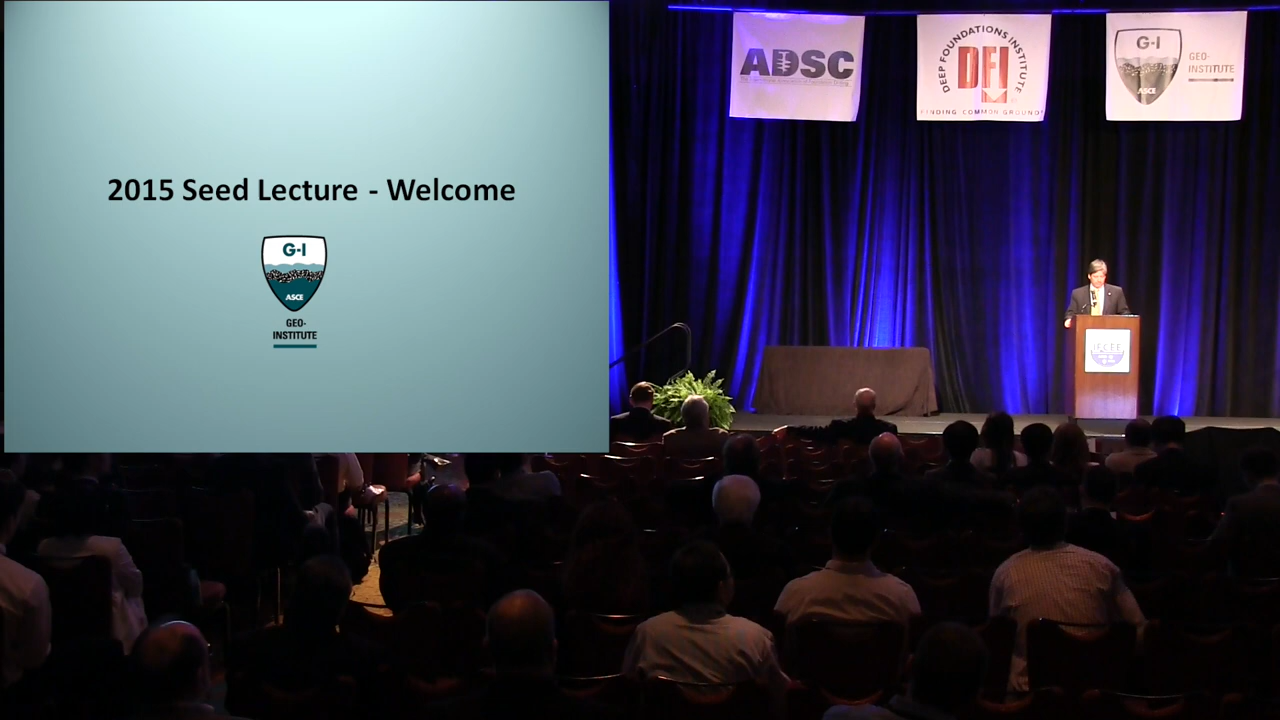 2015 Seed Lecture - Welcome
G-I
ASCE
GEO-
INSTITUTE
ADSC
DEEP FOUNDATIONS INSTITUTE
DFI
FINDING COMMON GROUND
G-I
ASCE
GEO-
INSTITUTE
IFCEE